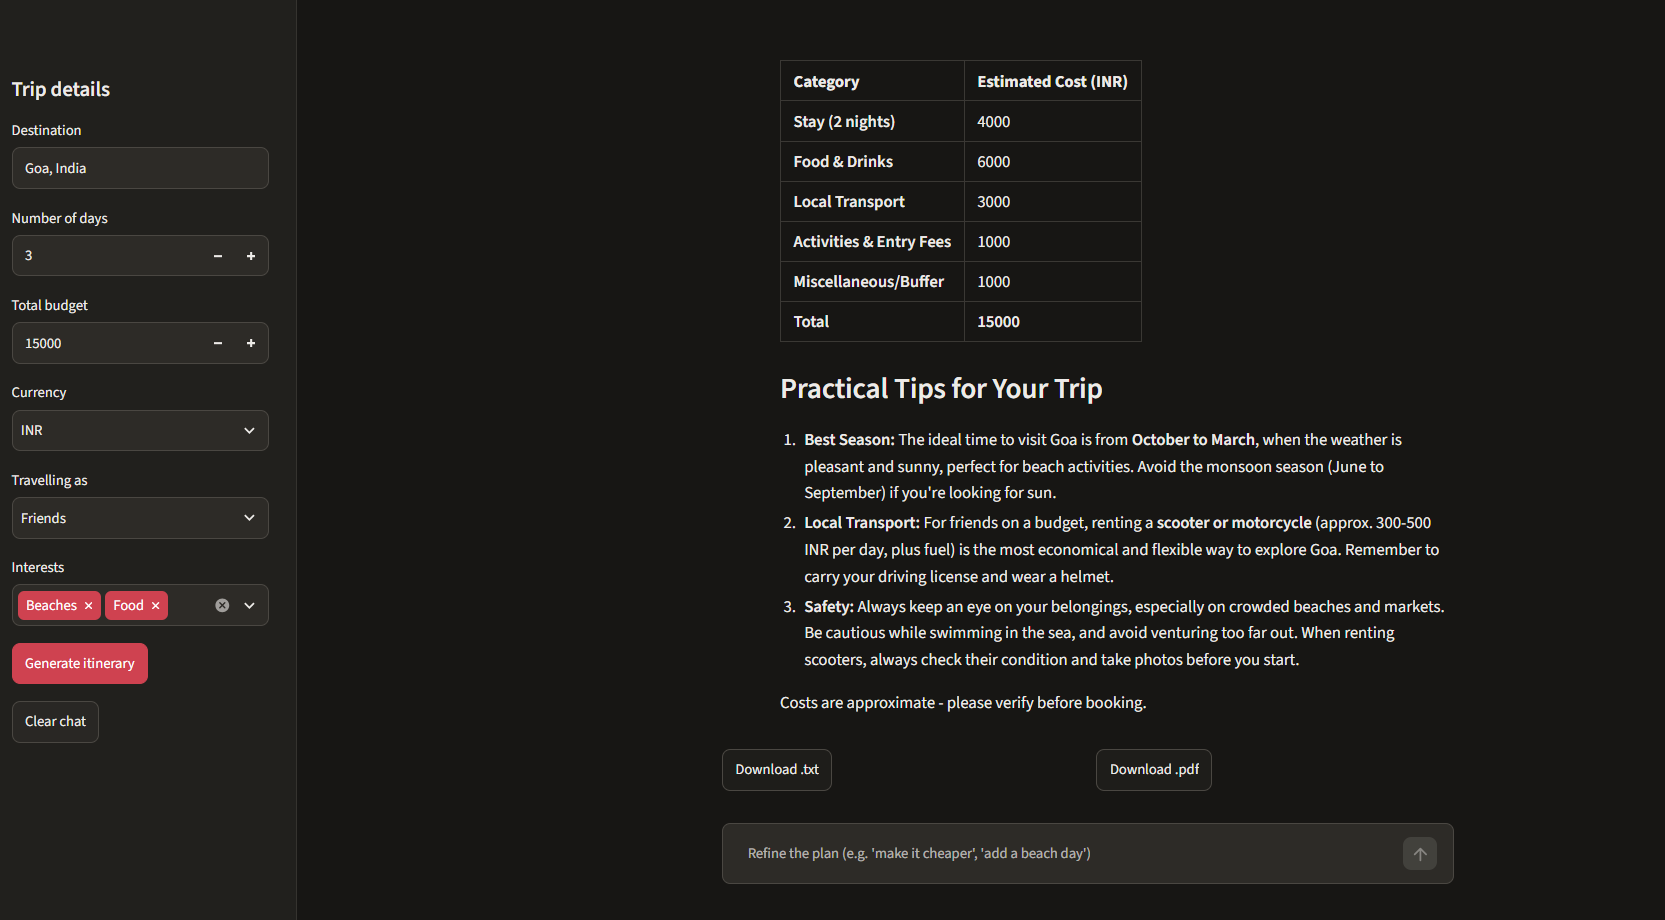 Trip details
Destination
Goa, India
Number of days
3
Total budget
15000
Currency
INR
Travelling as
Friends
Interests
Beaches
Food
Generate itinerary
Clear chat
Category Estimated Cost (INR)
Stay (2 nights) 4000
Food & Drinks 6000
Local Transport 3000
Activities & Entry Fees 1000
Miscellaneous/Buffer 1000
Total 15000
Practical Tips for Your Trip
1. Best Season: The ideal time to visit Goa is from October to March, when the weather is
pleasant and sunny, perfect for beach activities. Avoid the monsoon season (June to
September) if you're looking for sun.
2. Local Transport: For friends on a budget, renting a scooter or motorcycle (approx. 300-500
INR per day, plus fuel) is the most economical and flexible way to explore Goa. Remember to
carry your driving license and wear a helmet.
3. Safety: Always keep an eye on your belongings, especially on crowded beaches and markets.
Be cautious while swimming in the sea, and avoid venturing too far out. When renting
scooters, always check their condition and take photos before you start.
Costs are approximate - please verify before booking.
Download .txt
Download .pdf
Refine the plan (e.g. 'make it cheaper', 'add a beach day')